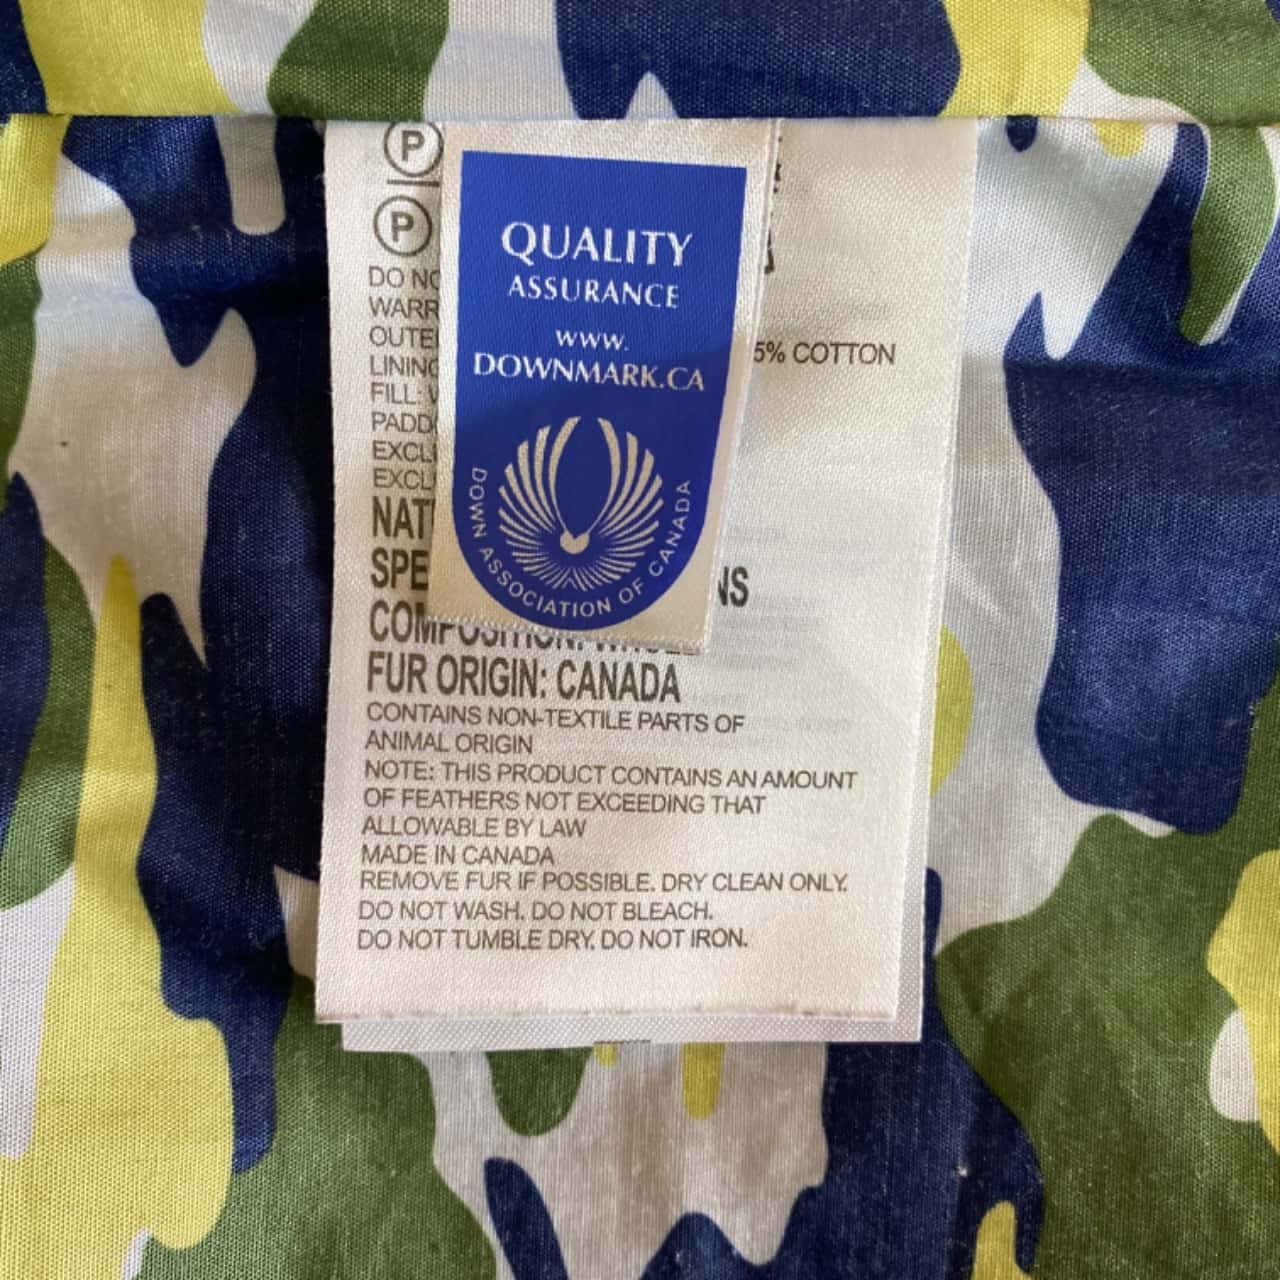 P
P
QUALITY
ASSURANCE
www.
DOWNMARK.CA
DOWN ASSOCIATION OF CANADA
DO NO
WARR
OUTE
5% COTTON
LINING
FILL:
PADD
EXCL
EXCL
NAT
SPE NS
COMPOSITION:
FUR ORIGIN: CANADA
CONTAINS NON-TEXTILE PARTS OF
ANIMAL ORIGIN
NOTE: THIS PRODUCT CONTAINS AN AMOUNT
OF FEATHERS NOT EXCEEDING THAT
ALLOWABLE BY LAW
MADE IN CANADA
REMOVE FUR IF POSSIBLE. DRY CLEAN ONLY.
DO NOT WASH. DO NOT BLEACH.
DO NOT TUMBLE DRY. DO NOT IRON.